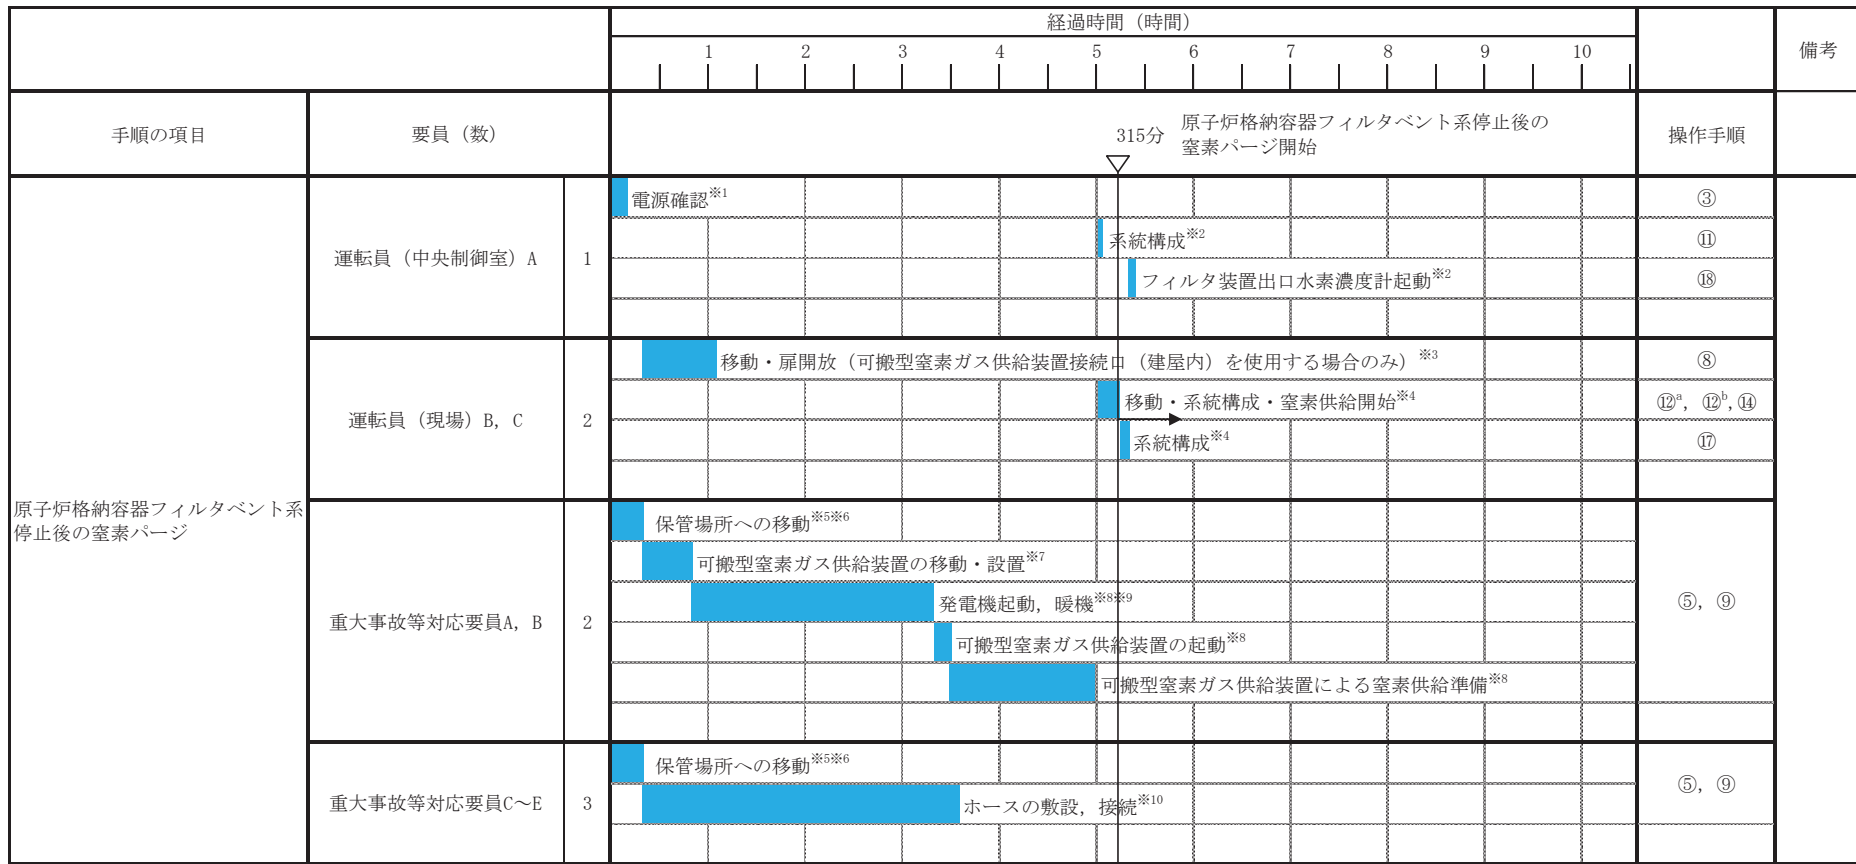 経過時間（時間）
備考
1 2 3 4 5 6 7 8 9 10
手順の項目
要員（数）
315分
原子炉格納容器フィルタベント系停止後の
窒素パージ開始
操作手順
原子炉格納容器フィルタベント系
停止後の窒素パージ
運転員（中央制御室）A
1
電源確認※1
③
系統構成※2
⑪
フィルタ装置出口水素濃度計起動※2
⑱
運転員（現場）B, C
2
移動・扉開放（可搬型窒素ガス供給装置接続口（建屋内）を使用する場合のみ）※3
⑧
移動・系統構成・窒素供給開始※4
⑫a, ⑫b, ⑭
系統構成※4
⑰
重大事故等対応要員A, B
2
保管場所への移動※5※6
可搬型窒素ガス供給装置の移動・設置※7
発電機起動，暖機※8※9
可搬型窒素ガス供給装置の起動※8
可搬型窒素ガス供給装置による窒素供給準備※8
⑤, ⑨
重大事故等対応要員C～E
3
保管場所への移動※5※6
ホースの敷設，接続※10
⑤, ⑨